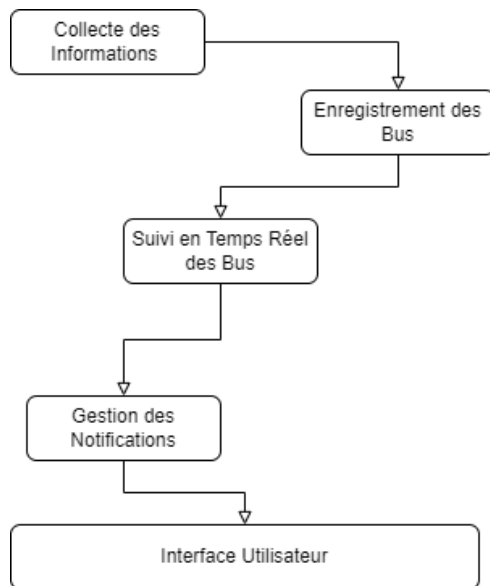 Collecte des
Informations
Enregistrement des
Bus
Suivi en Temps Réel
des Bus
Gestion des
Notifications
Interface Utilisateur